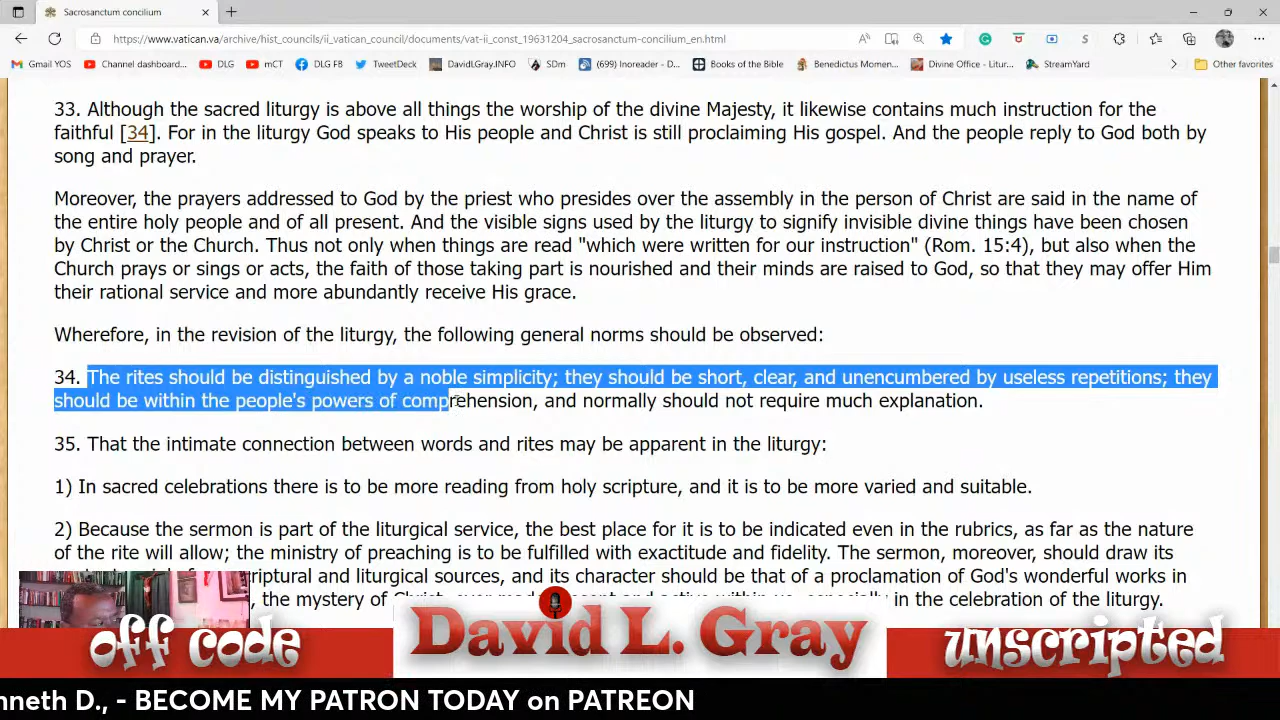 Sacrosanctum concilium
https://www.vatican.va/archive/hist_councils/ii_vatican_council/documents/vat-ii_const_19631204_sacrosanctum-concilium_en.html
Gmail YOS Channel dashboard... DLG mCT DLG FB TweetDeck DavidLGray.INFO SDm (699) Inoreader - D... Books of the Bible Benedictus Momen... Divine Office – Litur... StreamYard Other favorites
33. Although the sacred liturgy is above all things the worship of the divine Majesty, it likewise contains much instruction for the
faithful [34]. For in the liturgy God speaks to His people and Christ is still proclaiming His gospel. And the people reply to God both by
song and prayer.
Moreover, the prayers addressed to God by the priest who presides over the assembly in the person of Christ are said in the name of
the entire holy people and of all present. And the visible signs used by the liturgy to signify invisible divine things have been chosen
by Christ or the Church. Thus not only when things are read "which were written for our instruction" (Rom. 15:4), but also when the
Church prays or sings or acts, the faith of those taking part is nourished and their minds are raised to God, so that they may offer Him
their rational service and more abundantly receive His grace.
Wherefore, in the revision of the liturgy, the following general norms should be observed:
34. The rites should be distinguished by a noble simplicity; they should be short, clear, and unencumbered by useless repetitions; they
should be within the people's powers of comprehension, and normally should not require much explanation.
35. That the intimate connection between words and rites may be apparent in the liturgy:
1) In sacred celebrations there is to be more reading from holy scripture, and it is to be more varied and suitable.
2) Because the sermon is part of the liturgical service, the best place for it is to be indicated even in the rubrics, as far as the nature
of the rite will allow; the ministry of preaching is to be fulfilled with exactitude and fidelity. The sermon, moreover, should draw its
scriptural and liturgical sources, and its character should be that of a proclamation of God's wonderful works in
, the mystery of Christ, especially in the celebration of the liturgy.
off code David L. Gray unscripted
nneth D., - BECOME MY PATRON TODAY on PATREON